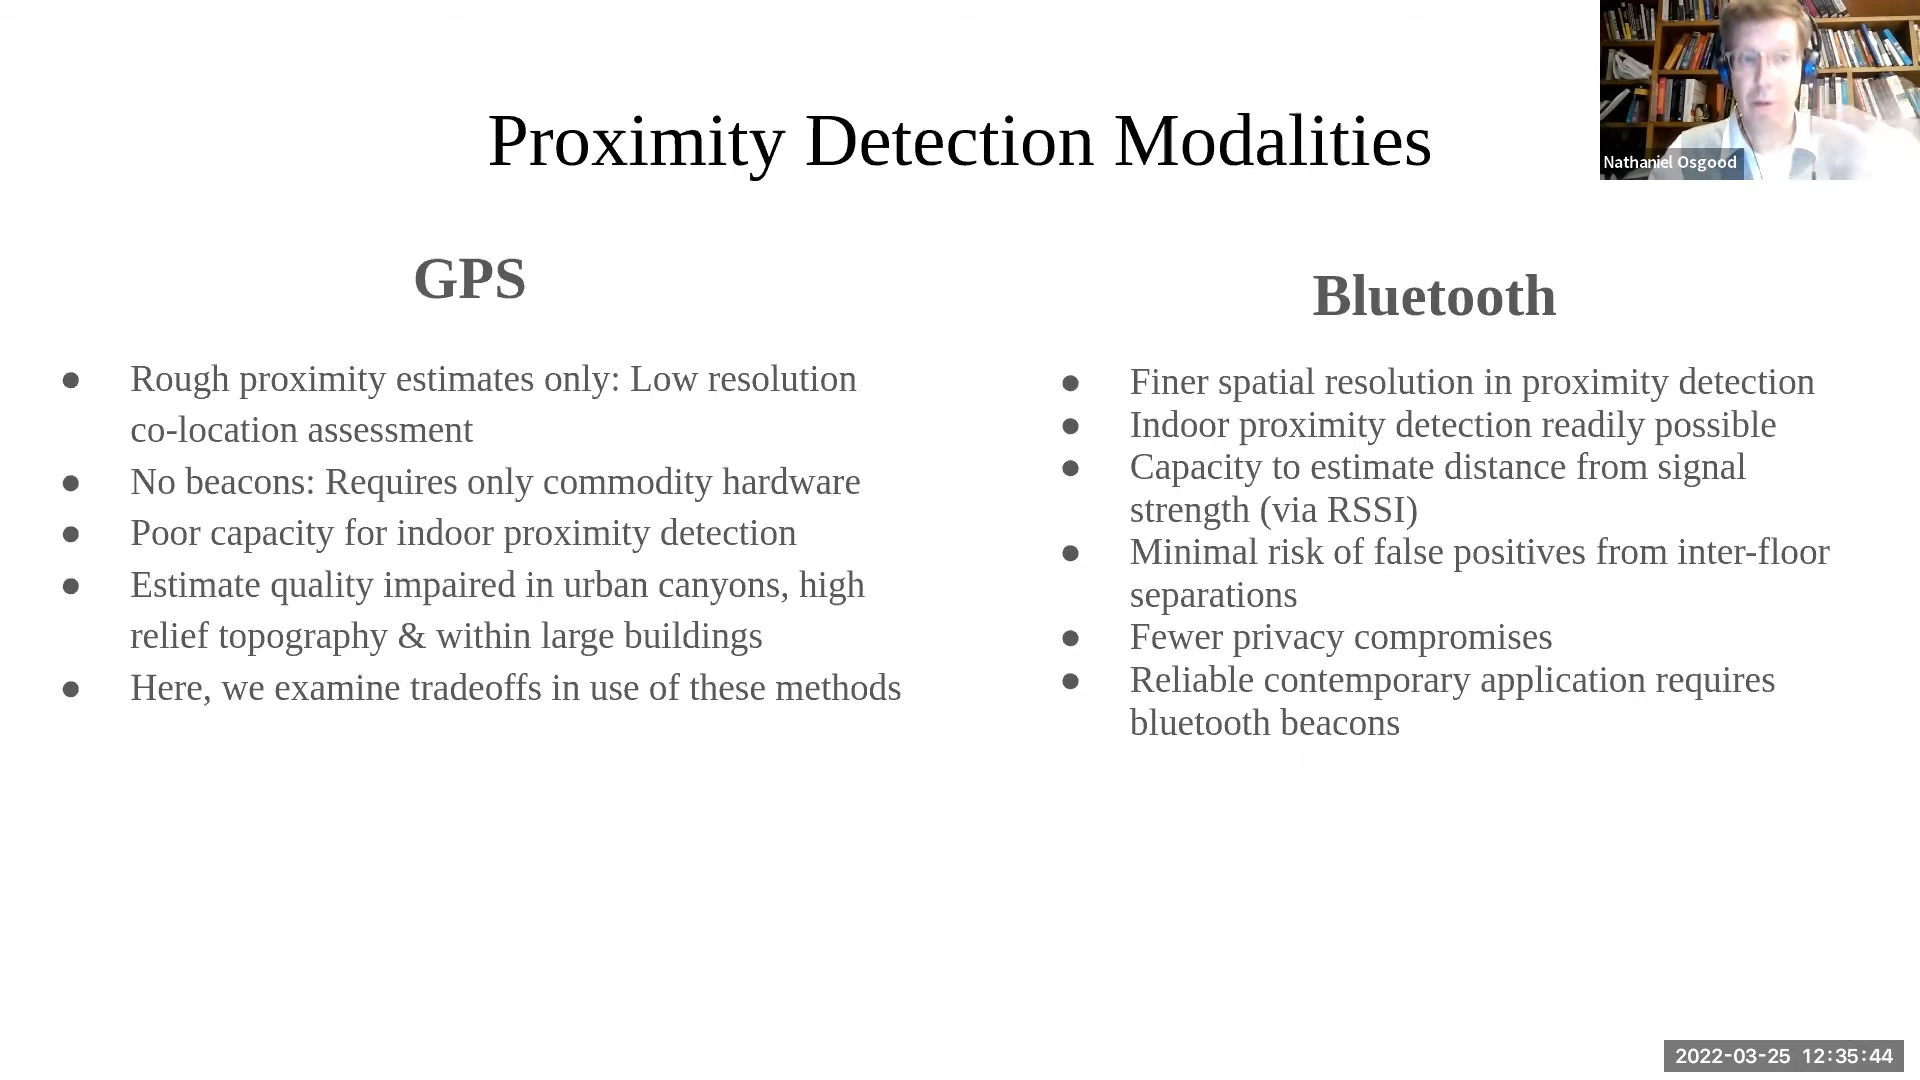 Proximity Detection Modalities
Nathaniel Osgood
GPS
● Rough proximity estimates only: Low resolution
co-location assessment
● No beacons: Requires only commodity hardware
● Poor capacity for indoor proximity detection
● Estimate quality impaired in urban canyons, high
relief topography & within large buildings
● Here, we examine tradeoffs in use of these methods
Bluetooth
● Finer spatial resolution in proximity detection
● Indoor proximity detection readily possible
● Capacity to estimate distance from signal
strength (via RSSI)
● Minimal risk of false positives from inter-floor
separations
● Fewer privacy compromises
● Reliable contemporary application requires
bluetooth beacons
2022-03-25 12:35:44